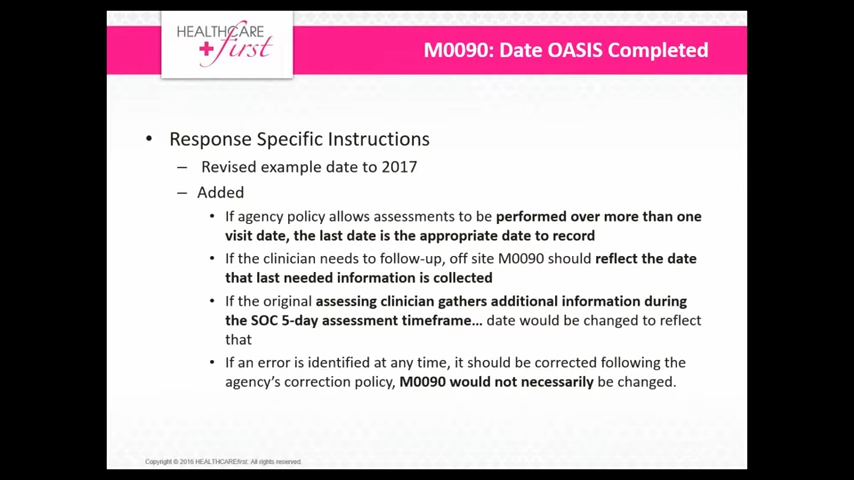 HEALTHCARE
first
M0090: Date OASIS Completed
• Response Specific Instructions
– Revised example date to 2017
– Added
• If agency policy allows assessments to be performed over more than one
visit date, the last date is the appropriate date to record
• If the clinician needs to follow-up, off site M0090 should reflect the date
that last needed information is collected
• If the original assessing clinician gathers additional information during
the SOC 5-day assessment timeframe... date would be changed to reflect
that
• If an error is identified at any time, it should be corrected following the
agency's correction policy, M0090 would not necessarily be changed.
Copyright © 2016 HEALTHCAREfirst. All rights reserved.